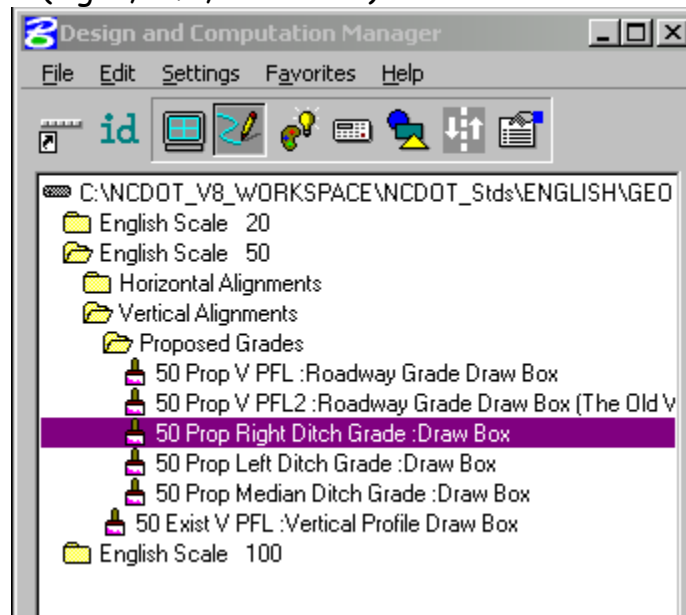 Design and Computation Manager
File Edit Settings Favorites Help
id
C:\NCDOT_V8_WORKSPACE\NCDOT_Stds\ENGLISH\GEO
English Scale 20
English Scale 50
Horizontal Alignments
Vertical Alignments
Proposed Grades
50 Prop V PFL :Roadway Grade Draw Box
50 Prop V PFL2 :Roadway Grade Draw Box (The Old V
50 Prop Right Ditch Grade :Draw Box
50 Prop Left Ditch Grade :Draw Box
50 Prop Median Ditch Grade :Draw Box
50 Exist V PFL :Vertical Profile Draw Box
English Scale 100